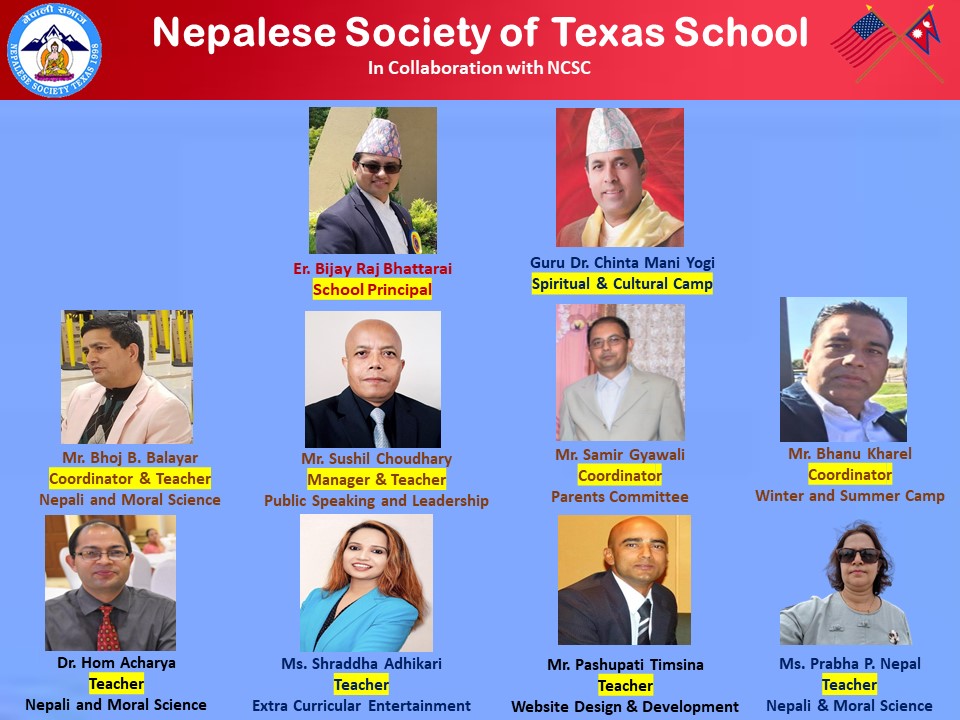 नेपाली समाज
NEPALESE SOCIETY TEXAS 1998
Nepalese Society of Texas School
In Collaboration with NCSC
Er. Bijay Raj Bhattarai
School Principal
Guru Dr. Chinta Mani Yogi
Spiritual & Cultural Camp
Mr. Bhoj B. Balayar
Coordinator & Teacher
Nepali and Moral Science
Mr. Sushil Choudhary
Manager & Teacher
Public Speaking and Leadership
Mr. Samir Gyawali
Coordinator
Parents Committee
Mr. Bhanu Kharel
Coordinator
Winter and Summer Camp
Dr. Hom Acharya
Teacher
Nepali and Moral Science
Ms. Shraddha Adhikari
Teacher
Extra Curricular Entertainment
Mr. Pashupati Timsina
Teacher
Website Design & Development
Ms. Prabha P. Nepal
Teacher
Nepali & Moral Science